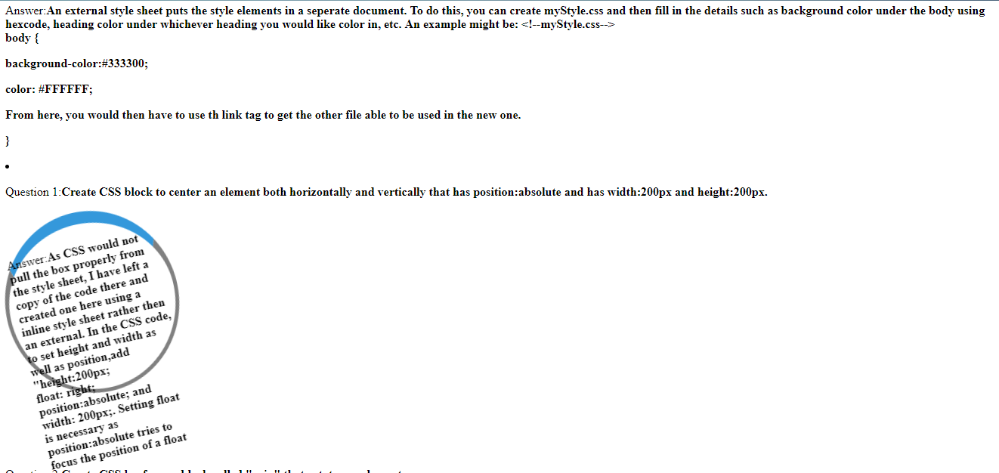 Answer:An external style sheet puts the style elements in a seperate document. To do this, you can create myStyle.css and then fill in the details such as background color under the body using
hexcode, heading color under whichever heading you would like color in, etc. An example might be: <!--myStyle.css-->
body {
background-color:#333300;
color: #FFFFFF;
From here, you would then have to use th link tag to get the other file able to be used in the new one.
}
•
Question 1:Create CSS block to center an element both horizontally and vertically that has position:absolute and has width:200px and height:200px.
Answer:As CSS would not
pull the box properly from
the style sheet, I have left a
copy of the code there and
created one here using a
inline style sheet rather then
an external. In the CSS code,
to set height and width as
well as position,add
"height:200px;
float: right;
position:absolute; and
width: 200px;. Setting float
is necessary as
position:absolute tries to
focus the position of a float